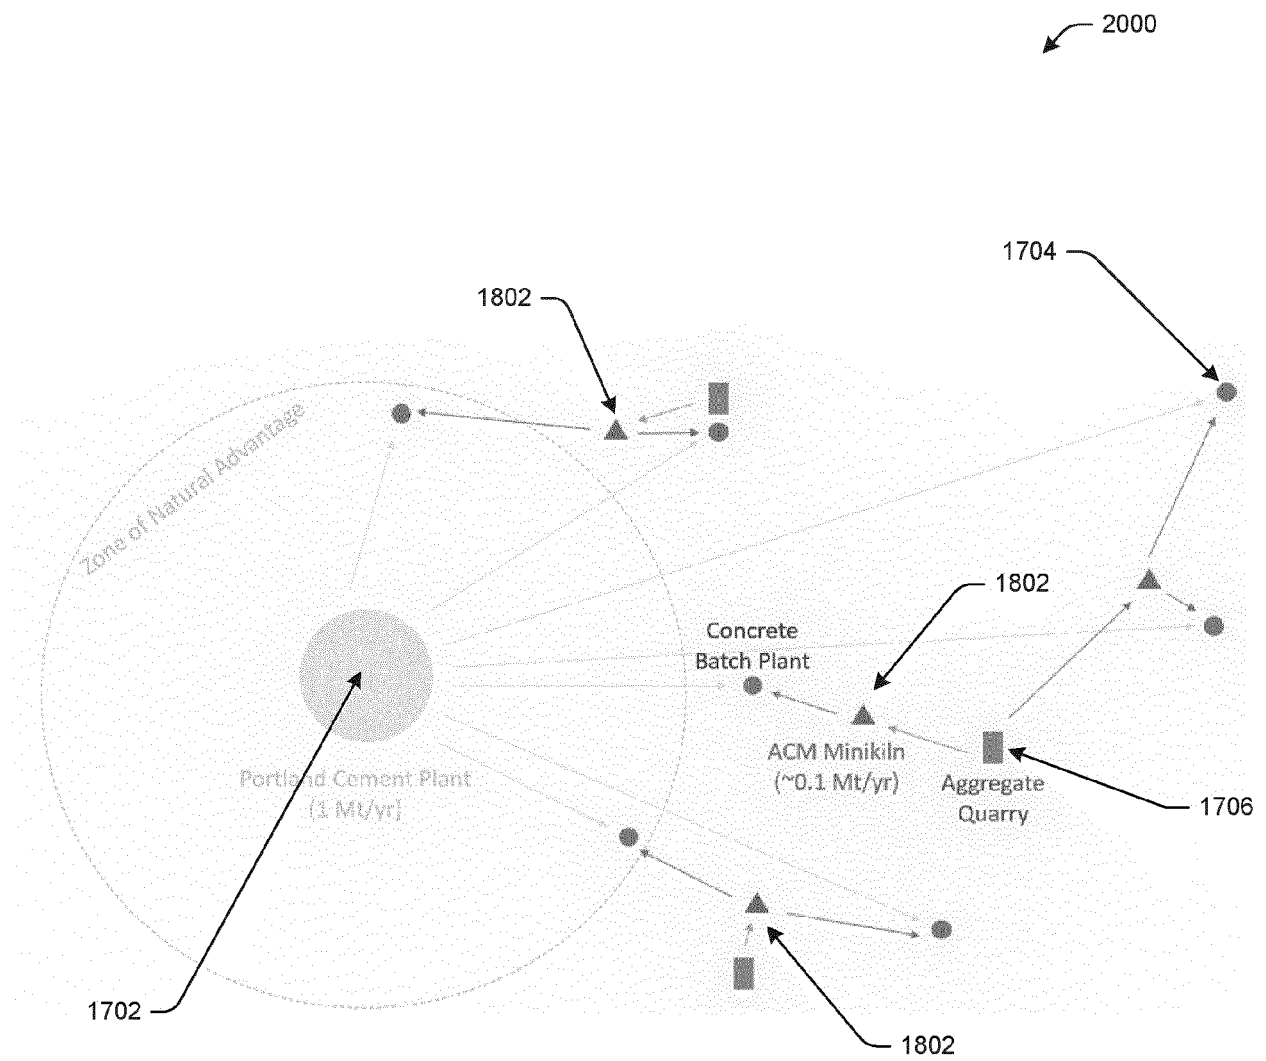 2000
1704
1802
Zone of Natural Advantage
1802
Concrete
Batch Plant
ACM Minikiln
(~0.1 Mt/yr)
Aggregate
Quarry
1706
Portland Cement Plant
(1 Mt/yr)
1702
1802